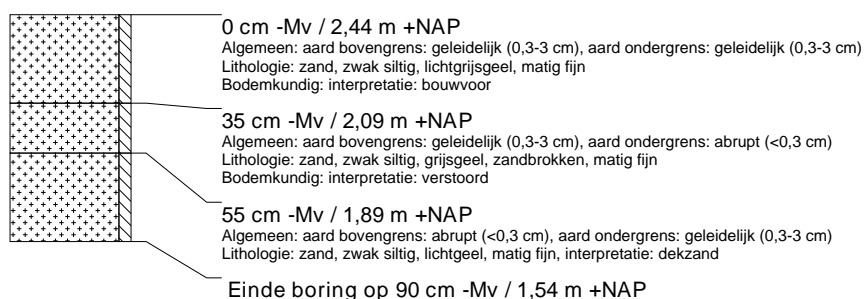 0 cm -Mv / 2,44 m +NAP
Algemeen: aard bovengrens: geleidelijk (0,3-3 cm), aard ondergrens: geleidelijk (0,3-3 cm)
Lithologie: zand, zwak siltig, lichtgrijsgeel, matig fijn
Bodemkundig: interpretatie: bouwvoor
35 cm -Mv / 2,09 m +NAP
Algemeen: aard bovengrens: geleidelijk (0,3-3 cm), aard ondergrens: abrupt (<0,3 cm)
Lithologie: zand, zwak siltig, grijsgeel, zandbrokken, matig fijn
Bodemkundig: interpretatie: verstoord
55 cm -Mv / 1,89 m +NAP
Algemeen: aard bovengrens: abrupt (<0,3 cm), aard ondergrens: geleidelijk (0,3-3 cm)
Lithologie: zand, zwak siltig, lichtgeel, matig fijn, interpretatie: dekzand
Einde boring op 90 cm -Mv / 1,54 m +NAP